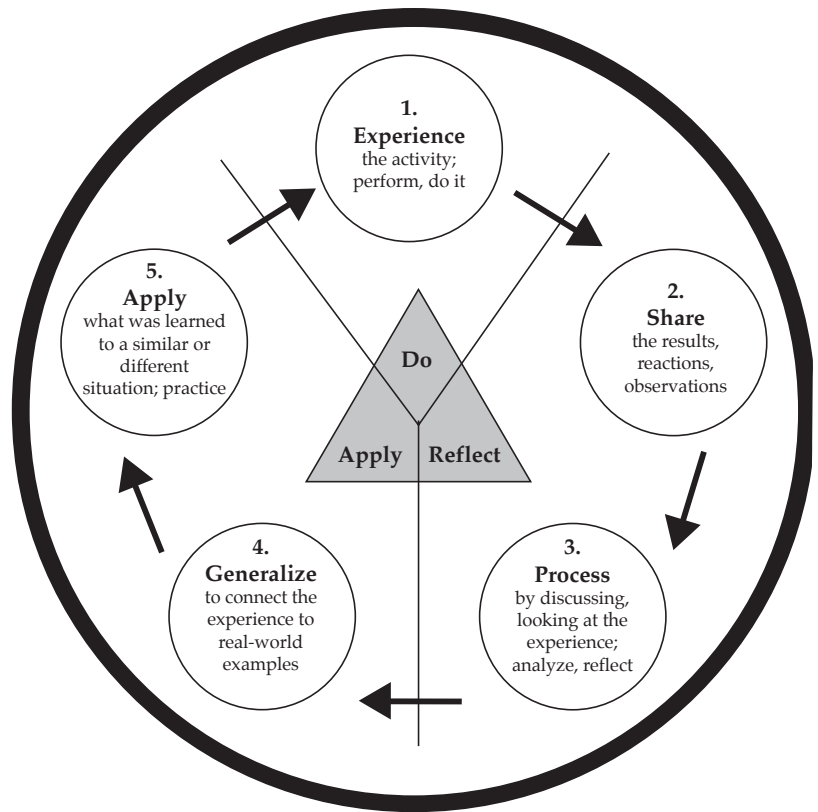 1.
Experience
the activity;
perform, do it
2.
Share
the results,
reactions,
observations
3.
Process
by discussing,
looking at the
experience;
analyze, reflect
4.
Generalize
to connect the
experience to
real-world
examples
5.
Apply
what was learned
to a similar or
different
situation; practice
Do
Apply
Reflect